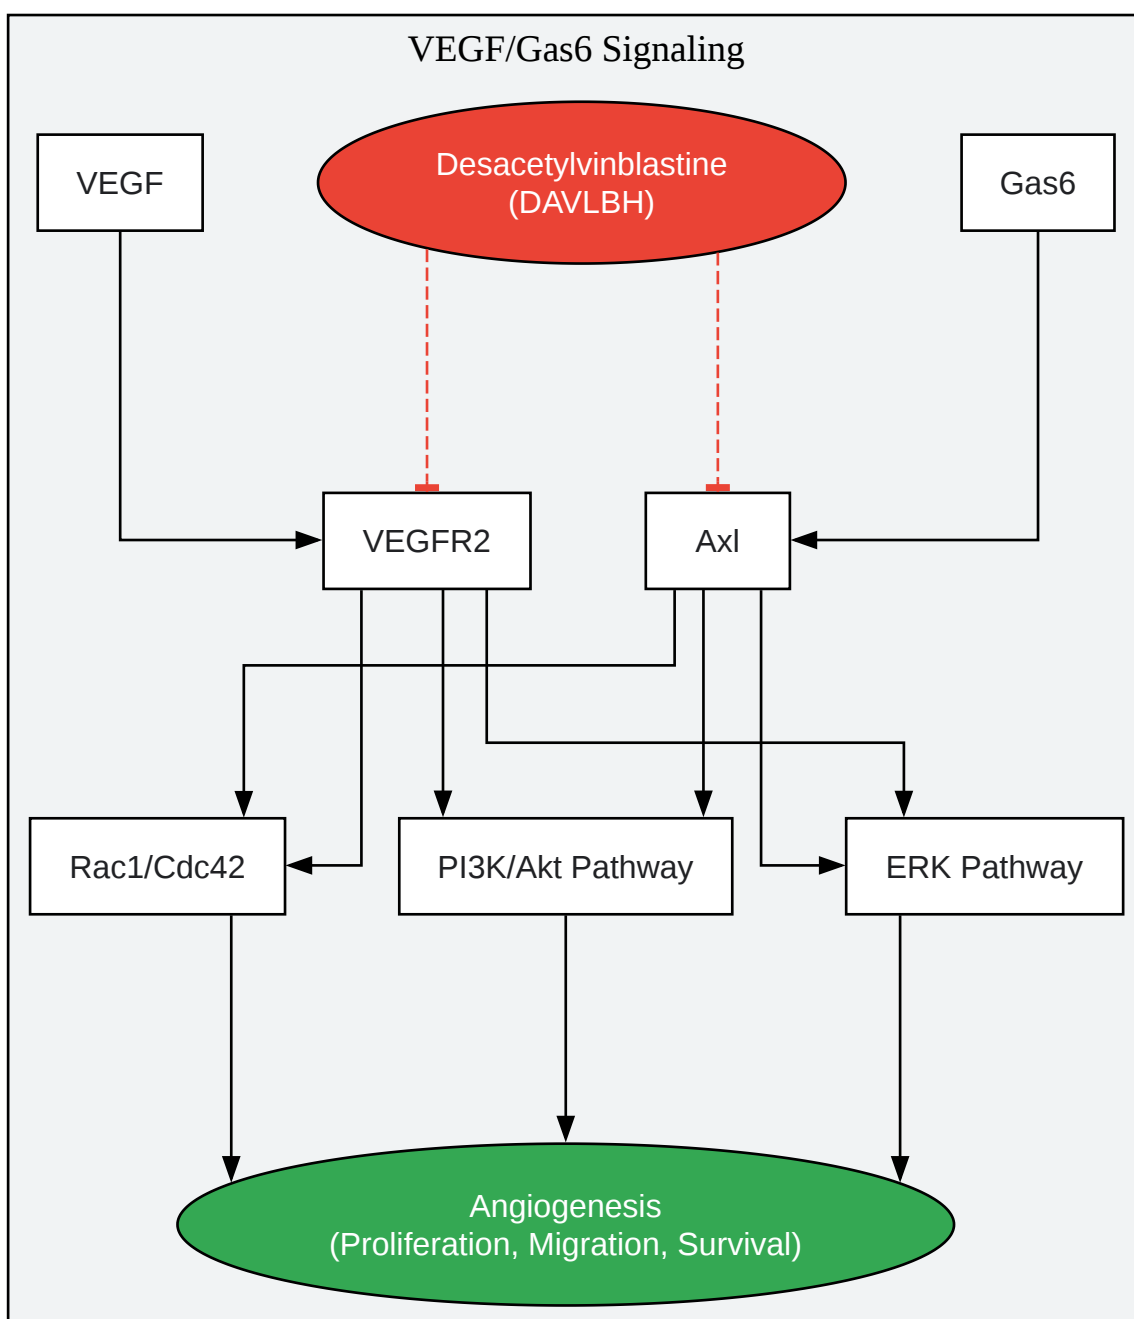 VEGF/Gas6 Signaling
VEGF
Desacetylvinblastine
(DAVLBH)
Gas6
VEGFR2
Axl
Rac1/Cdc42
PI3K/Akt Pathway
ERK Pathway
Angiogenesis
(Proliferation, Migration, Survival)